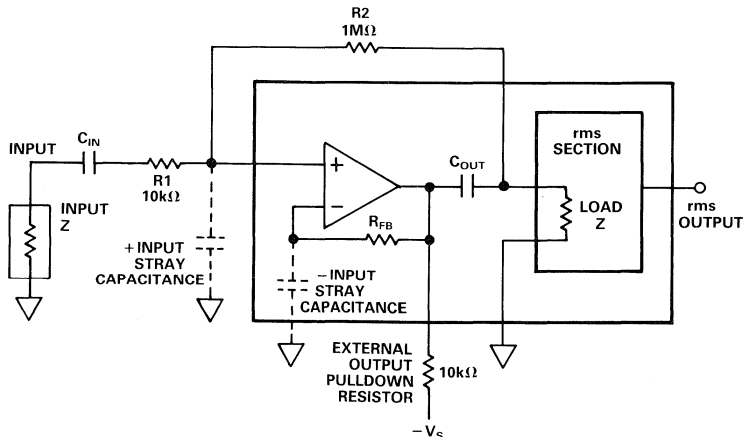 R2
1MΩ
INPUT
C_IN
R1
10kΩ
INPUT
Z
+INPUT
STRAY
CAPACITANCE
+
−
R_FB
C_OUT
rms
SECTION
LOAD
Z
rms
OUTPUT
−INPUT
STRAY
CAPACITANCE
EXTERNAL
OUTPUT
PULLDOWN
RESISTOR
10kΩ
−V_S